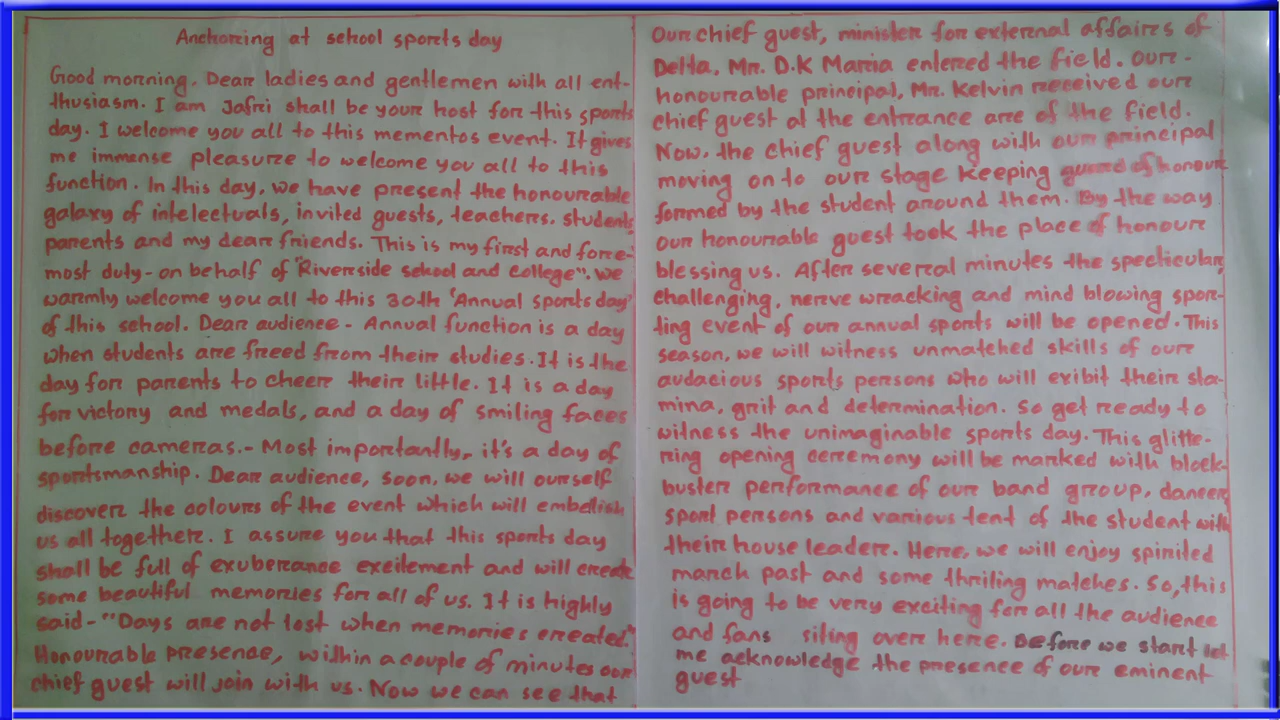 Anchoring at school sports day
Good morning. Dear ladies and gentlemen with all ent-
thusiasm. I am Jafri shall be your host for this sports
day. I welcome you all to this mementos event. It gives
me immense pleasure to welcome you all to this
function. In this day, we have present the honourable
galaxy of intelectuals, invited guests, teachers, students
parents and my dear friends. This is my first and fore-
most duty - on behalf of "Riverside school and college". We
warmly welcome you all to this 30th 'Annual sports day'
of this school. Dear audience - Annual function is a day
when students are freed from their studies. It is the
day for parents to cheer their little. It is a day
for victory and medals, and a day of smiling faces
before cameras.- Most importantly, it's a day of
sportsmanship. Dear audience, soon, we will ourself
discover the colours of the event which will embelish
us all together. I assure you that this sports day
shall be full of exuberance exceilement and will create
some beautiful memories for all of us. It is highly
said - "Days are not lost when memories created."
Honourable presense, within a couple of minutes our
chief guest will join with us. Now we can see that
Our chief guest, minister for external affairs of
Delta, Mr. D.K Maria entered the field. Our-
honourable principal, Mr. Kelvin received our
chief guest at the entrance are of the field.
Now, the chief guest along with our principal
moving on to our stage keeping guard of honour
formed by the student around them. By the way
our honourable guest took the place of honour
blessing us. After several minutes the specticular,
challenging, nerve wracking and mind blowing spor-
ting event of our annual sports will be opened. This
season, we will witness unmatched skills of our
audacious sports persons who will exibit their sta-
mina, grit and determination. So get ready to
witness the unimaginable sports day. This glitte-
ring opening ceremony will be marked with block-
buster performance of our band group, dancer,
sport persons and various tent of the student with
their house leader. Here, we will enjoy spirited
march past and some thriling matches. So, this
is going to be very exciting for all the audience
and fans siting over here. Before we start let
me acknowledge the presence of our eminent
guest